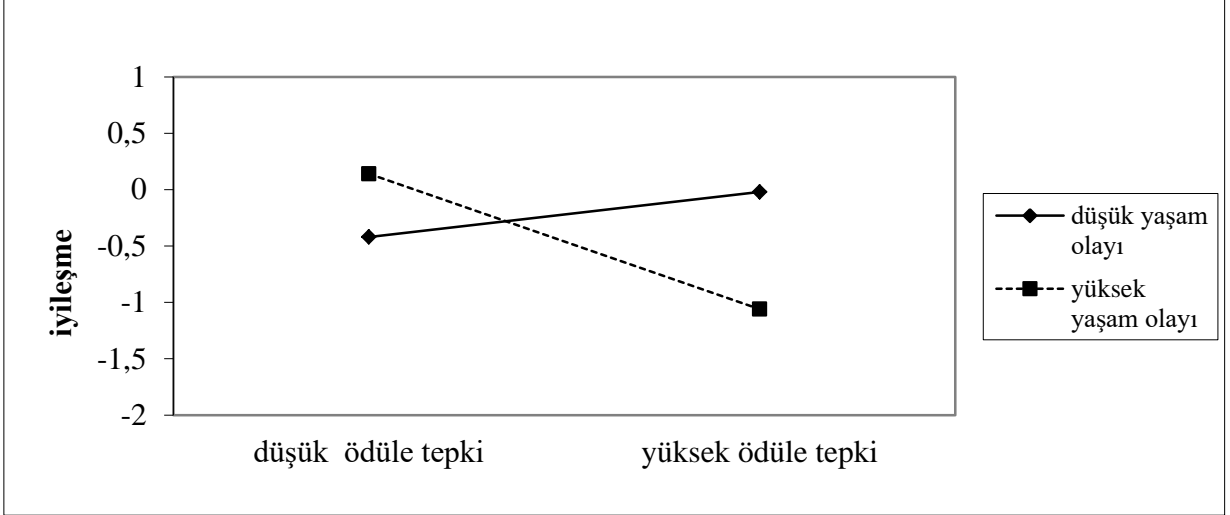 1
0,5
0
-0,5
-1
-1,5
-2
iyileşme
düşük  ödüle tepki
yüksek ödüle tepki
düşük yaşam
olayı
yüksek
yaşam olayı